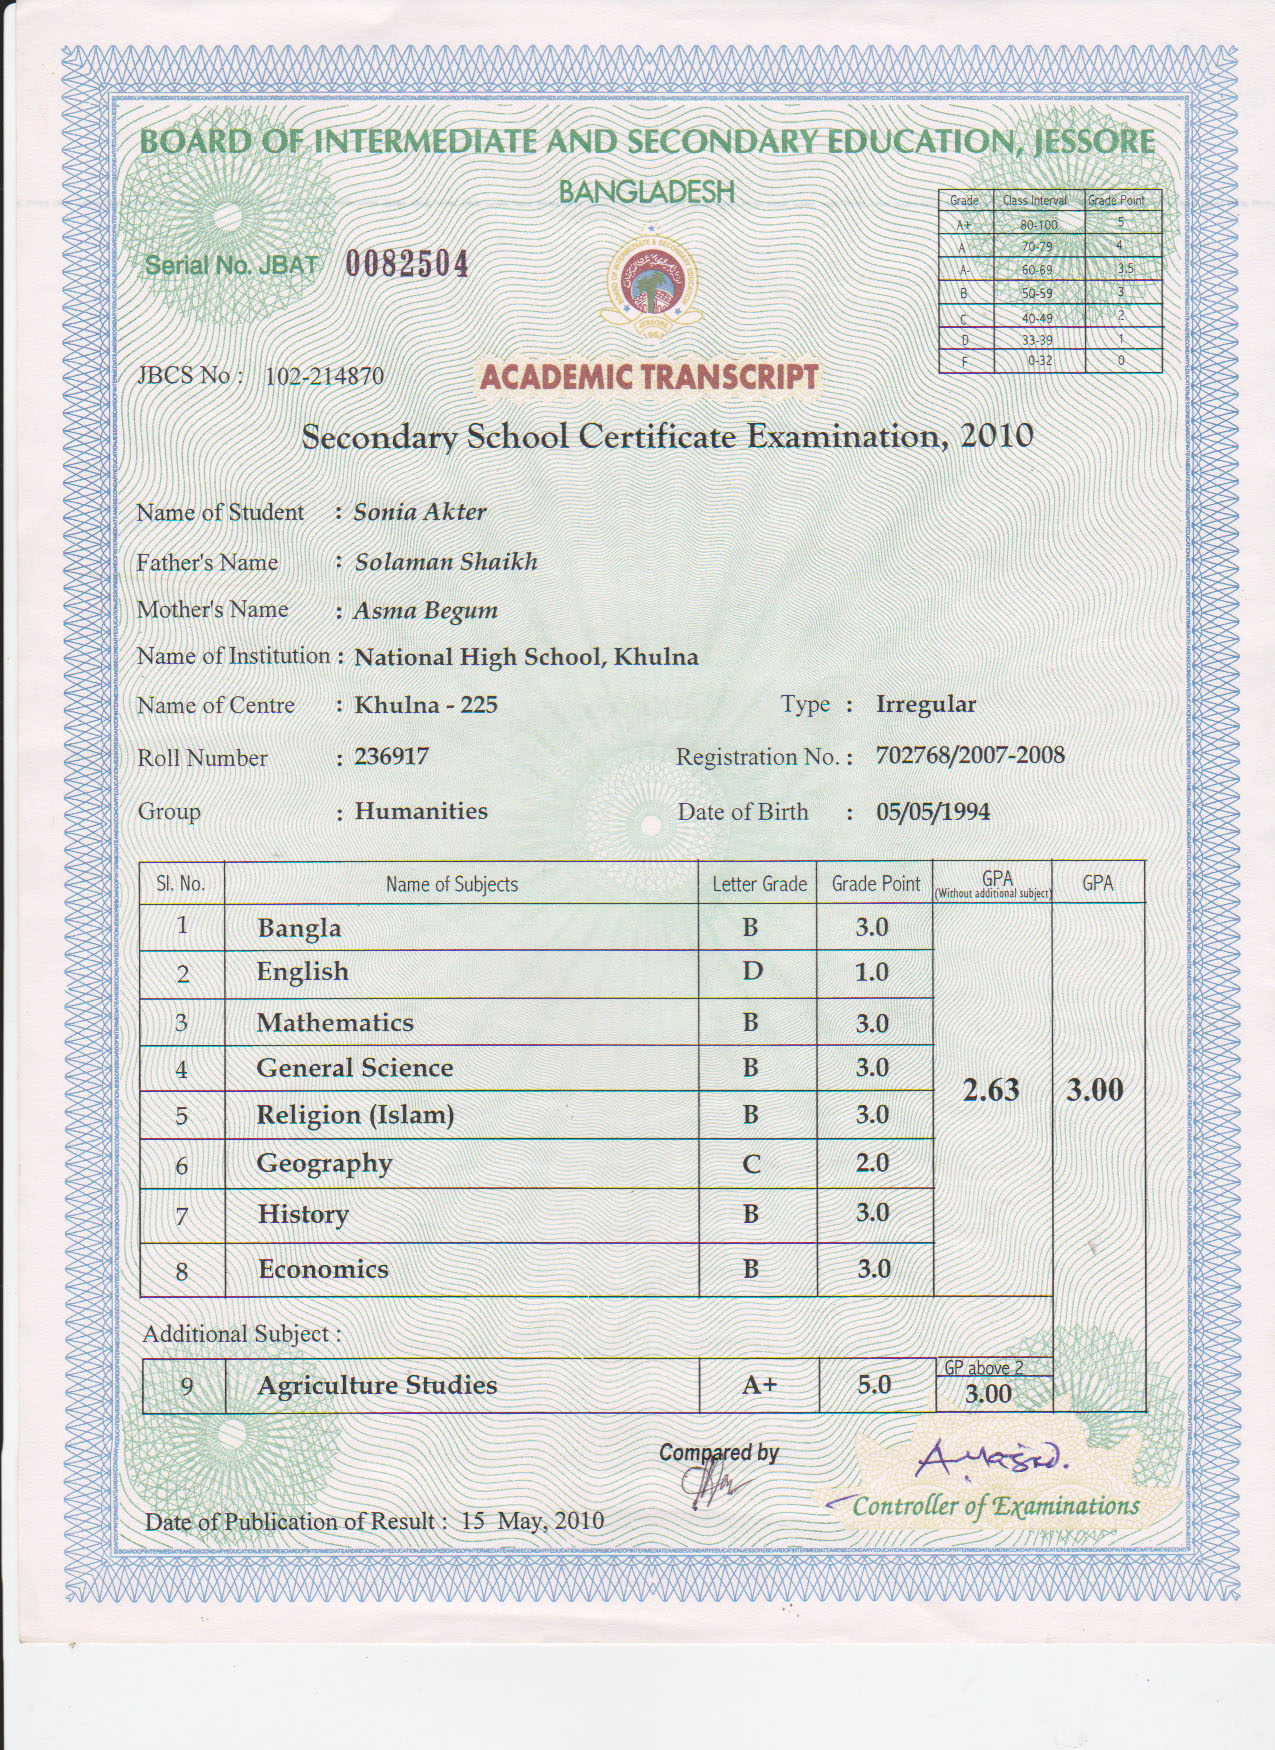 BOARD OF INTERMEDIATE AND SECONDARY EDUCATION, JESSORE
BANGLADESH
Grade Class Interval Grade Point
A+ 80-100 5
A 70-79 4
A- 60-69 3.5
B 50-59 3
C 40-49 2
D 33-39 1
F 0-32 0
Serial No. JBAT 0082504
JESSORE
1963
JBCS No : 102-214870
ACADEMIC TRANSCRIPT
Secondary School Certificate Examination, 2010
Name of Student : Sonia Akter
Father's Name : Solaman Shaikh
Mother's Name : Asma Begum
Name of Institution : National High School, Khulna
Name of Centre : Khulna - 225 Type : Irregular
Roll Number : 236917 Registration No. : 702768/2007-2008
Group : Humanities Date of Birth : 05/05/1994
Sl. No. Name of Subjects Letter Grade Grade Point GPA (Without additional subject) GPA
1 Bangla B 3.0
2 English D 1.0
3 Mathematics B 3.0
4 General Science B 3.0
2.63 3.00
5 Religion (Islam) B 3.0
6 Geography C 2.0
7 History B 3.0
8 Economics B 3.0
Additional Subject :
GP above 2
9 Agriculture Studies A+ 5.0 3.00
Compared by
Controller of Examinations
Date of Publication of Result : 15 May, 2010